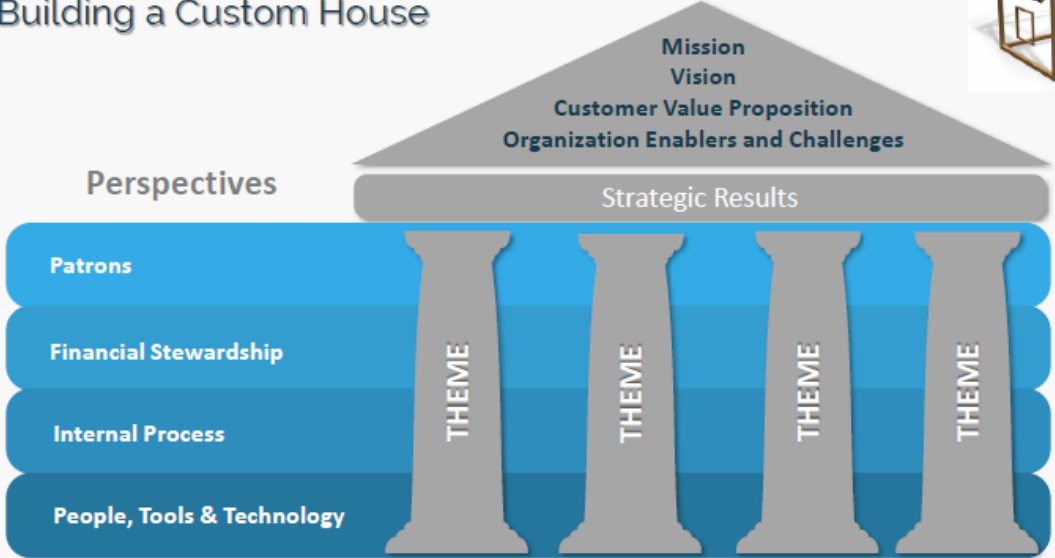 Building a Custom House
Mission
Vision
Customer Value Proposition
Organization Enablers and Challenges
Perspectives
Strategic Results
Patrons
Financial Stewardship
Internal Process
People, Tools & Technology
THEME
THEME
THEME
THEME